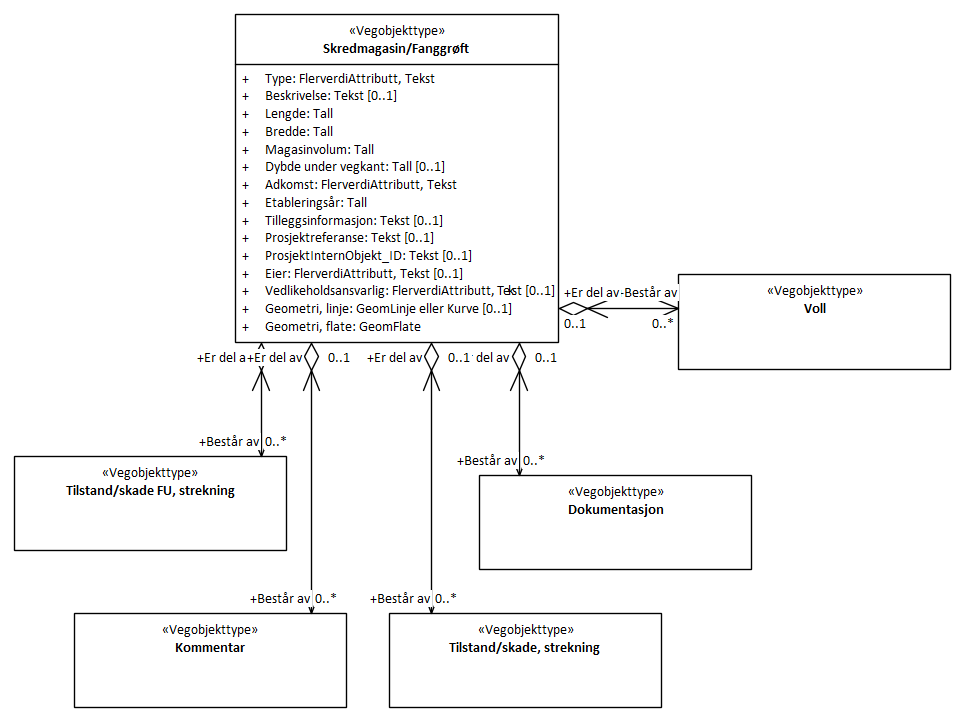 «Vegobjekttype»
Skredmagasin/Fanggrøft
+ Type: FlerverdiAttributt, Tekst
+ Beskrivelse: Tekst [0..1]
+ Lengde: Tall
+ Bredde: Tall
+ Magasinvolum: Tall
+ Dybde under vegkant: Tall [0..1]
+ Adkomst: FlerverdiAttributt, Tekst
+ Etableringsår: Tall
+ Tilleggsinformasjon: Tekst [0..1]
+ Prosjektreferanse: Tekst [0..1]
+ ProsjektInternObjekt_ID: Tekst [0..1]
+ Eier: FlerverdiAttributt, Tekst [0..1]
+ Vedlikeholdsansvarlig: FlerverdiAttributt, Tekst [0..1]
+ Geometri, linje: GeomLinje eller Kurve [0..1]
+ Geometri, flate: GeomFlate
+Er del av
-Består av
0..1
0..*
«Vegobjekttype»
Voll
+Er del a
+Er del av
0..1
+Er del av
0..1
del av
0..1
+Består av
0..*
«Vegobjekttype»
Tilstand/skade FU, strekning
+Består av
0..*
«Vegobjekttype»
Dokumentasjon
+Består av
0..*
«Vegobjekttype»
Kommentar
+Består av
0..*
«Vegobjekttype»
Tilstand/skade, strekning